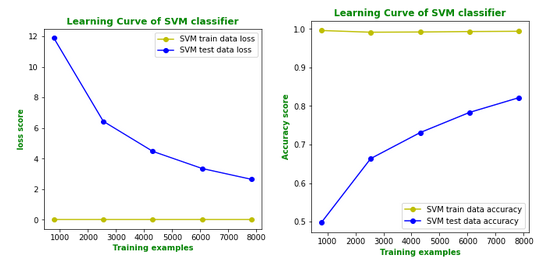 Learning Curve of SVM classifier
12
10
8
6
4
2
0
loss score
SVM train data loss
SVM test data loss
1000 2000 3000 4000 5000 6000 7000 8000
Training examples
Learning Curve of SVM classifier
1.0
0.9
0.8
0.7
0.6
0.5
Accuracy score
SVM train data accuracy
SVM test data accuracy
1000 2000 3000 4000 5000 6000 7000 8000
Training examples